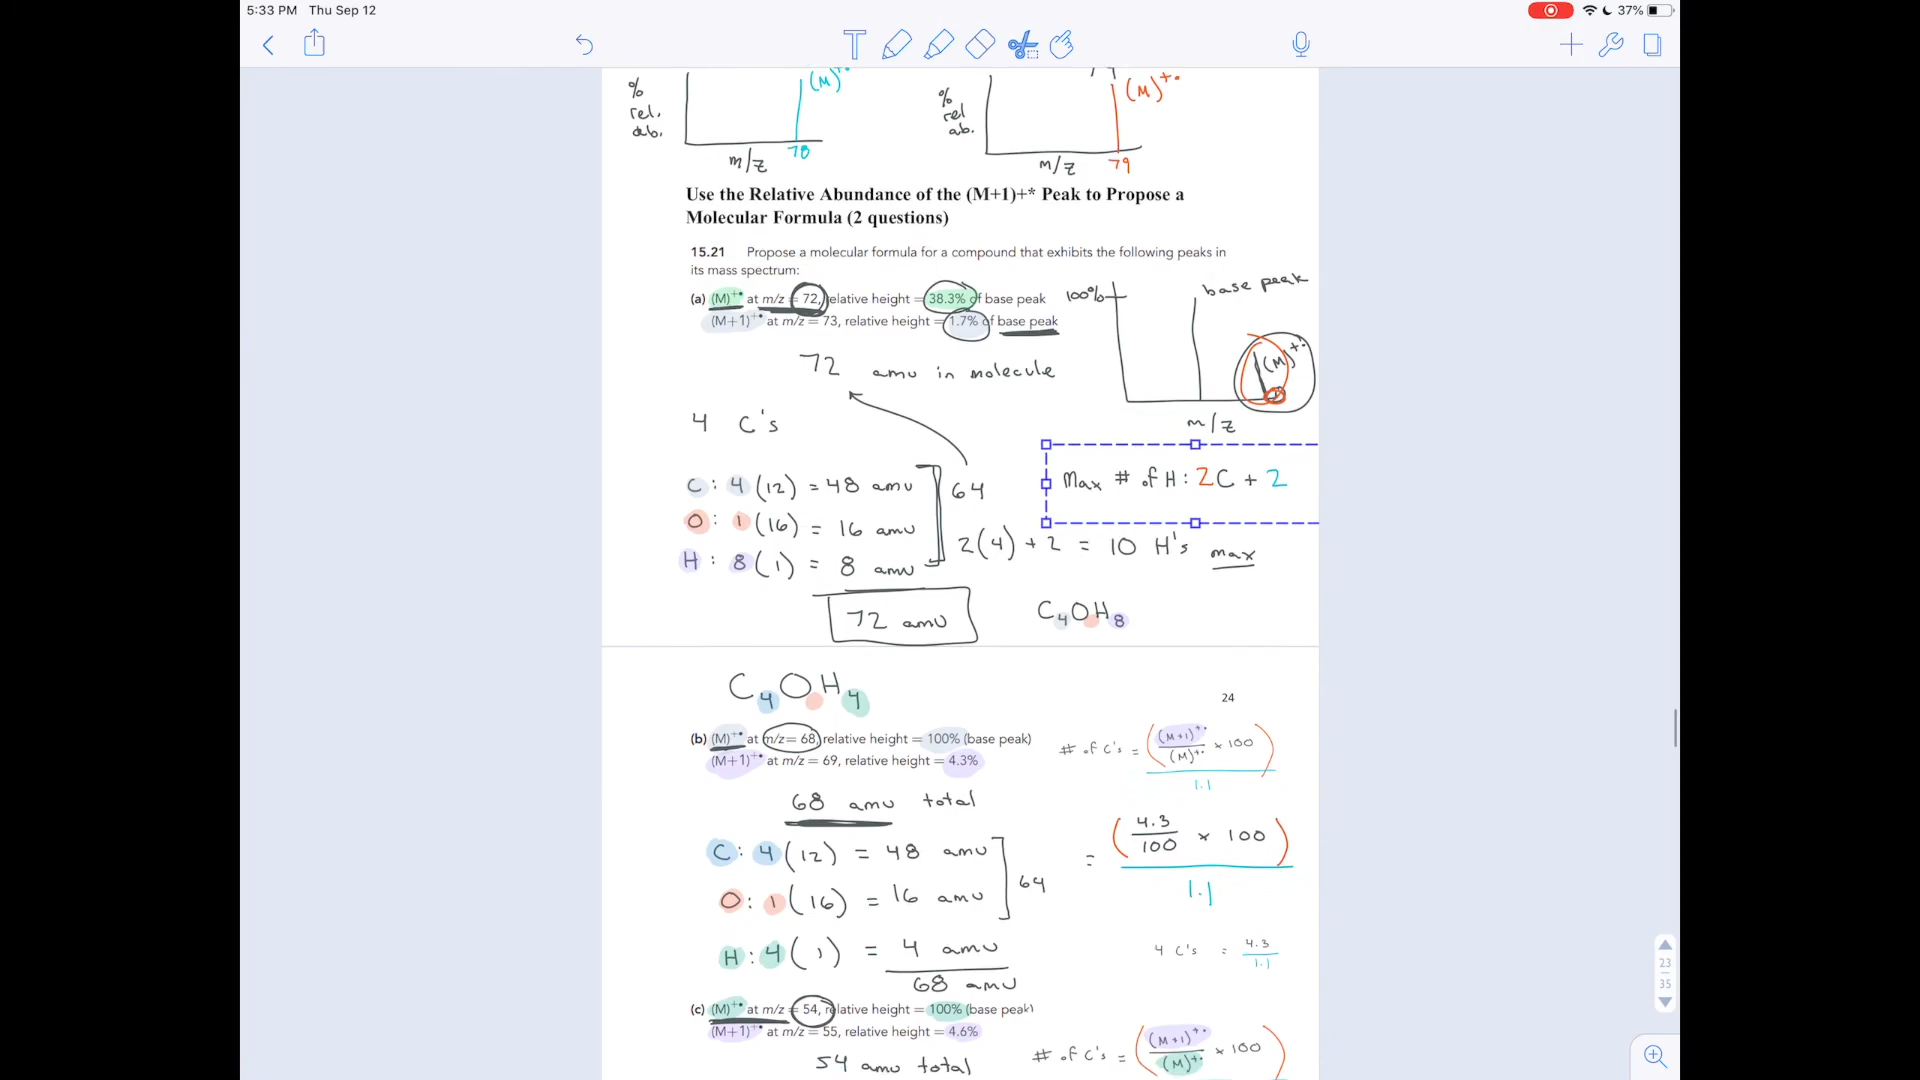 5:33 PM Thu Sep 12
37%
T
%
rel.
ab.
(M)+•
78
m/z
%
rel
ab.
(M)+•
79
m/z
Use the Relative Abundance of the (M+1)+* Peak to Propose a
Molecular Formula (2 questions)
15.21 Propose a molecular formula for a compound that exhibits the following peaks in
its mass spectrum:
(a) (M)+• at m/z = 72, relative height = 38.3% of base peak
(M+1)+• at m/z = 73, relative height = 1.7% of base peak
100%
base peak
(M)+•
m/z
72 amu in molecule
4 C's
C: 4(12) = 48 amu
O: 1(16) = 16 amu
64
H: 8(1) = 8 amu
72 amu
Max # of H: 2C + 2
2(4) + 2 = 10 H's max
C4OH8
C4OH4
24
(b) (M)+• at m/z= 68, relative height = 100% (base peak)
(M+1)+• at m/z = 69, relative height = 4.3%
# of C's = ((M+1)+•/(M)+• × 100)
1.1
68 amu total
C: 4(12) = 48 amu
O: 1(16) = 16 amu
64
H: 4(1) = 4 amu
68 amu
= (4.3/100 × 100)
1.1
4 C's = 4.3/1.1
(c) (M)+• at m/z = 54, relative height = 100% (base peak)
(M+1)+• at m/z = 55, relative height = 4.6%
54 amu total
# of C's = ((M+1)+•/(M)+• × 100)
23
35